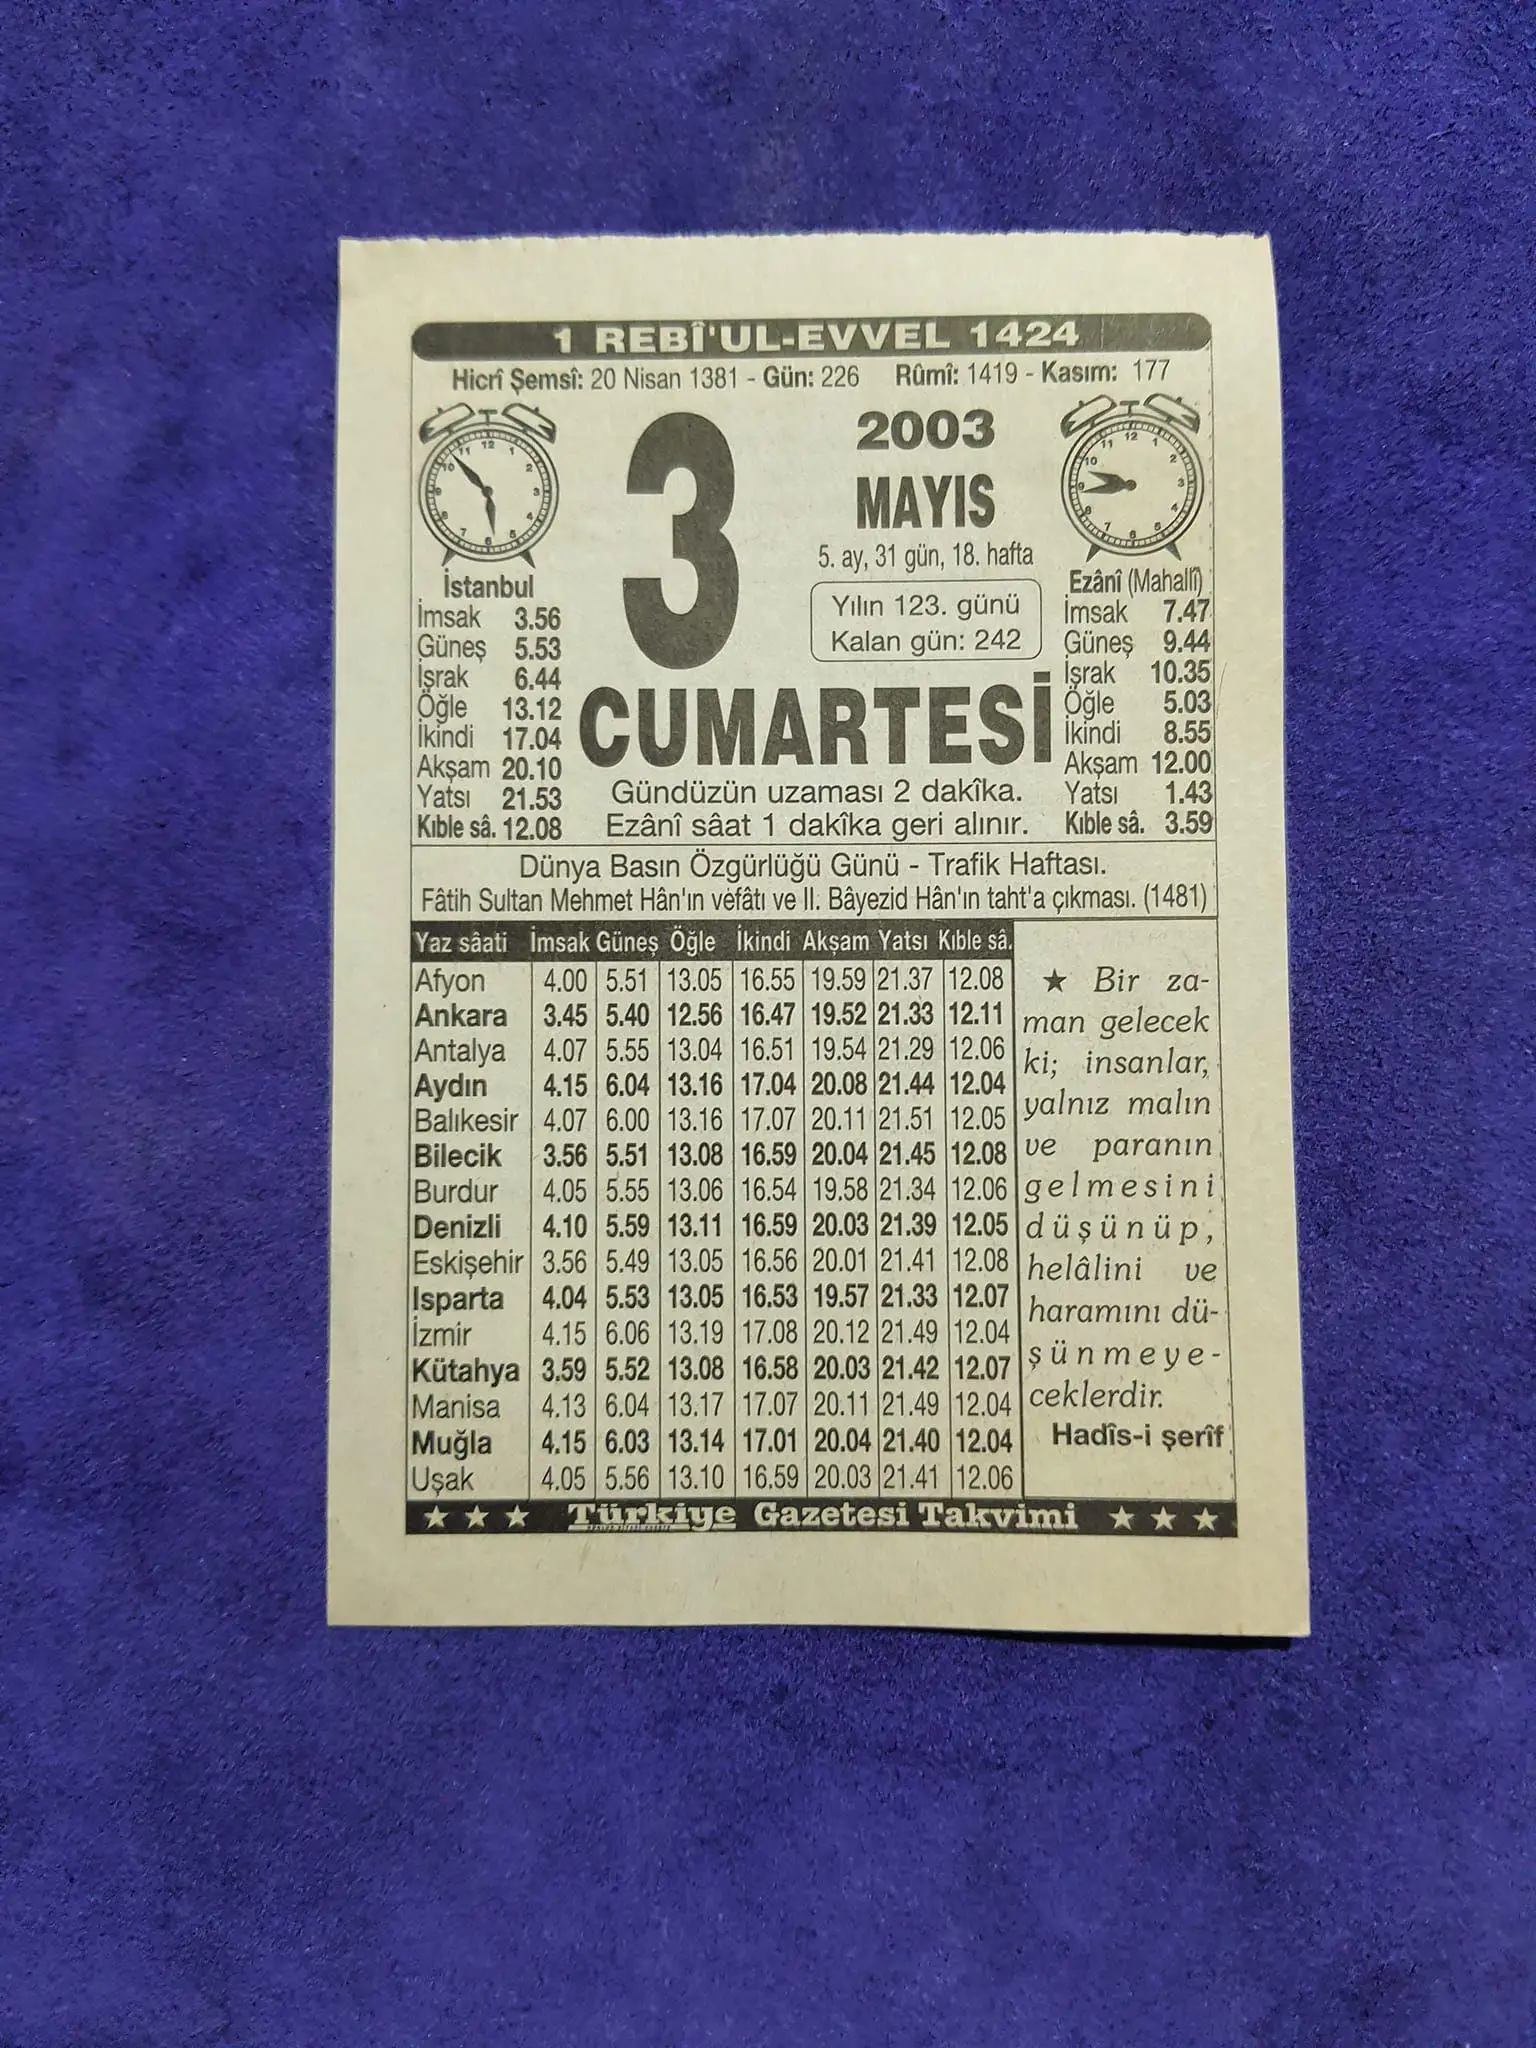 1 REBÎ'UL-EVVEL 1424
Hicrî Şemsî: 20 Nisan 1381 - Gün: 226 Rûmî: 1419 - Kasım: 177
3
2003
MAYIS
5. ay, 31 gün, 18. hafta
Yılın 123. günü
Kalan gün: 242
CUMARTESİ
Gündüzün uzaması 2 dakîka.
Ezânî sâat 1 dakîka geri alınır.
İstanbul
İmsak 3.56
Güneş 5.53
İşrak 6.44
Öğle 13.12
İkindi 17.04
Akşam 20.10
Yatsı 21.53
Kıble sâ. 12.08
Ezânî (Mahallî)
İmsak 7.47
Güneş 9.44
İşrak 10.35
Öğle 5.03
İkindi 8.55
Akşam 12.00
Yatsı 1.43
Kıble sâ. 3.59
Dünya Basın Özgürlüğü Günü - Trafik Haftası.
Fâtih Sultan Mehmet Hân'ın vefâtı ve II. Bâyezid Hân'ın taht'a çıkması. (1481)
Yaz sâati İmsak Güneş Öğle İkindi Akşam Yatsı Kıble sâ.
Afyon 4.00 5.51 13.05 16.55 19.59 21.37 12.08
Ankara 3.45 5.40 12.56 16.47 19.52 21.33 12.11
Antalya 4.07 5.55 13.04 16.51 19.54 21.29 12.06
Aydın 4.15 6.04 13.16 17.04 20.08 21.44 12.04
Balıkesir 4.07 6.00 13.16 17.07 20.11 21.51 12.05
Bilecik 3.56 5.51 13.08 16.59 20.04 21.45 12.08
Burdur 4.05 5.55 13.06 16.54 19.58 21.34 12.06
Denizli 4.10 5.59 13.11 16.59 20.03 21.39 12.05
Eskişehir 3.56 5.49 13.05 16.56 20.01 21.41 12.08
Isparta 4.04 5.53 13.05 16.53 19.57 21.33 12.07
İzmir 4.15 6.06 13.19 17.08 20.12 21.49 12.04
Kütahya 3.59 5.52 13.08 16.58 20.03 21.42 12.07
Manisa 4.13 6.04 13.17 17.07 20.11 21.49 12.04
Muğla 4.15 6.03 13.14 17.01 20.04 21.40 12.04
Uşak 4.05 5.56 13.10 16.59 20.03 21.41 12.06
★ Bir za-
man gelecek
ki; insanlar,
yalnız malın
ve paranın
gelmesini
düşünüp,
helâlini ve
haramını dü-
şünmeye-
ceklerdir.
Hadîs-i şerîf
★ ★ ★ Türkiye Gazetesi Takvimi ★ ★ ★